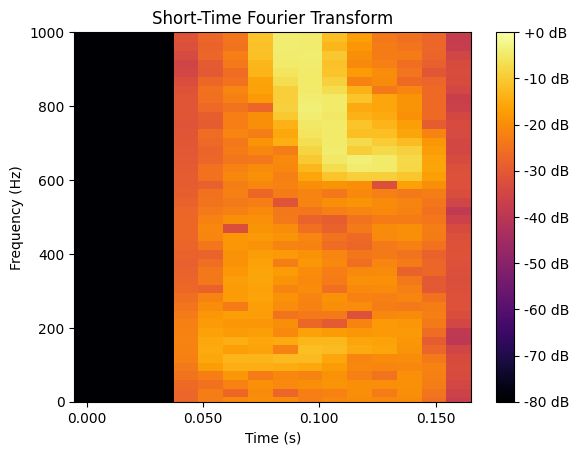 Short-Time Fourier Transform
1000
800
600
400
200
0
Frequency (Hz)
0.000
0.050
0.100
0.150
Time (s)
+0 dB
-10 dB
-20 dB
-30 dB
-40 dB
-50 dB
-60 dB
-70 dB
-80 dB